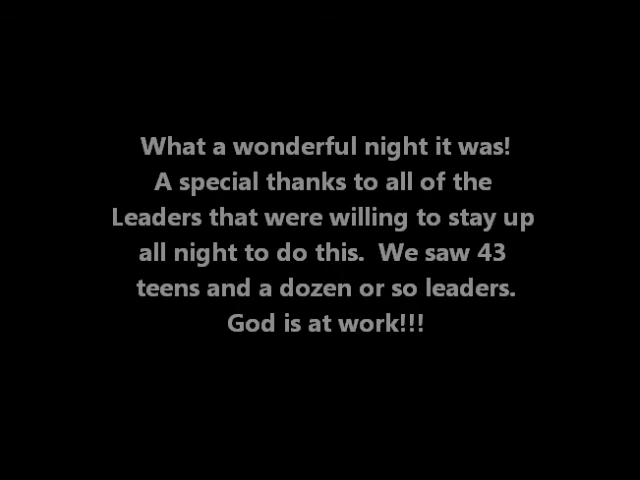 What a wonderful night it was!
A special thanks to all of the
Leaders that were willing to stay up
all night to do this.  We saw 43
teens and a dozen or so leaders.
God is at work!!!